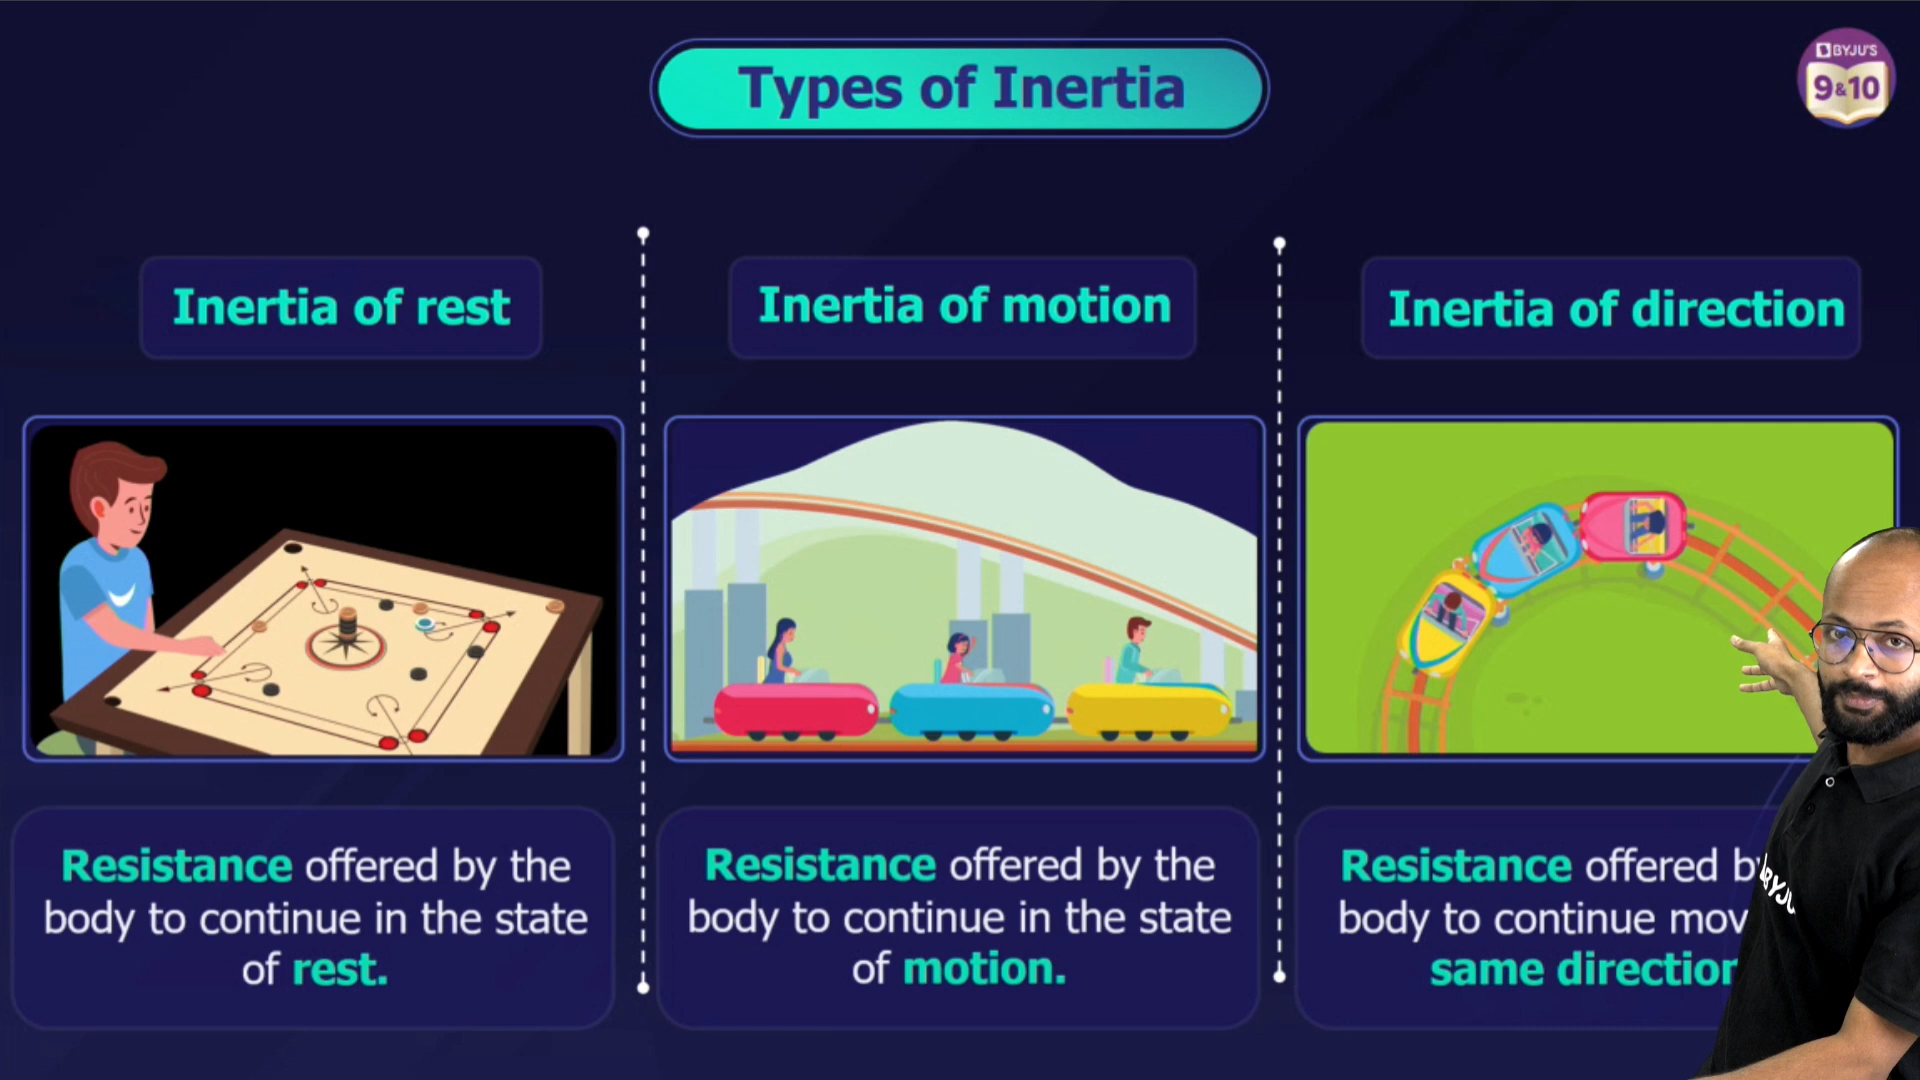 Types of Inertia
BYJU'S
9&10
Inertia of rest
Inertia of motion
Inertia of direction
Resistance offered by the
body to continue in the state
of rest.
Resistance offered by the
body to continue in the state
of motion.
Resistance offered
body to continue
same